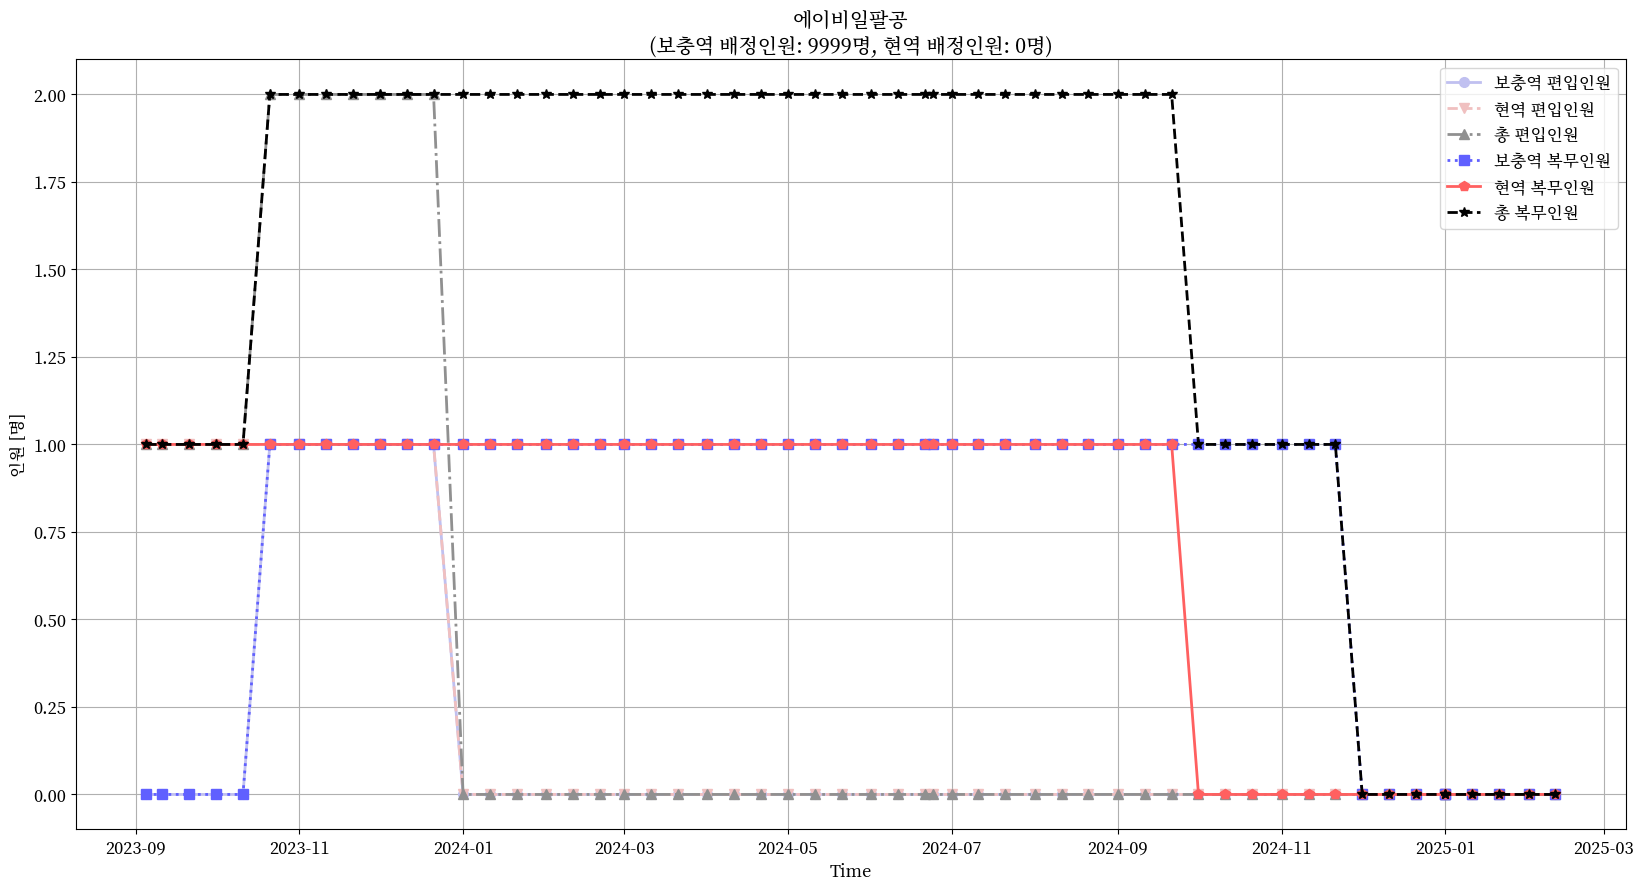 에이비일팔공
(보충역 배정인원: 9999명, 현역 배정인원: 0명)
보충역 편입인원
현역 편입인원
총 편입인원
보충역 복무인원
현역 복무인원
총 복무인원
인원 [명]
2.00
1.75
1.50
1.25
1.00
0.75
0.50
0.25
0.00
2023-09
2023-11
2024-01
2024-03
2024-05
2024-07
2024-09
2024-11
2025-01
2025-03
Time